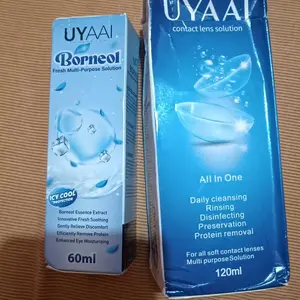 UYAAI
Borneol
Fresh Multi-Purpose Solution
ICY COOL
Borneol Essence Extract
Innovative Fresh Soothing
Gently Relieve Discomfort
Efficiently Remove Protein
Enhanced Eye Moisturizing
60ml
UYAAI
contact lens solution
All In One
Daily cleansing
Rinsing
Disinfecting
Preservation
Protein removal
For all soft contact lenses
Multi purpose Solution
120ml